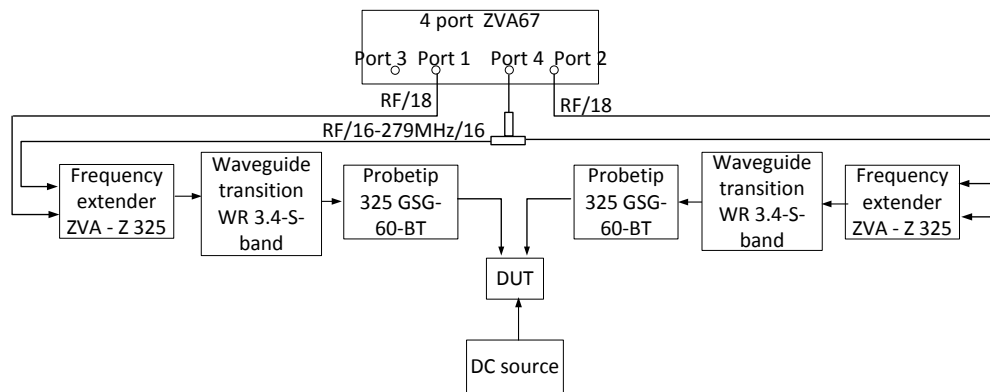 4 port ZVA67
Port 3
Port 1
Port 4
Port 2
RF/18
RF/18
RF/16-279MHz/16
Frequency
extender
ZVA - Z 325
Waveguide
transition
WR 3.4-S-
band
Probetip
325 GSG-
60-BT
Probetip
325 GSG-
60-BT
Waveguide
transition
WR 3.4-S-
band
Frequency
extender
ZVA - Z 325
DUT
DC source